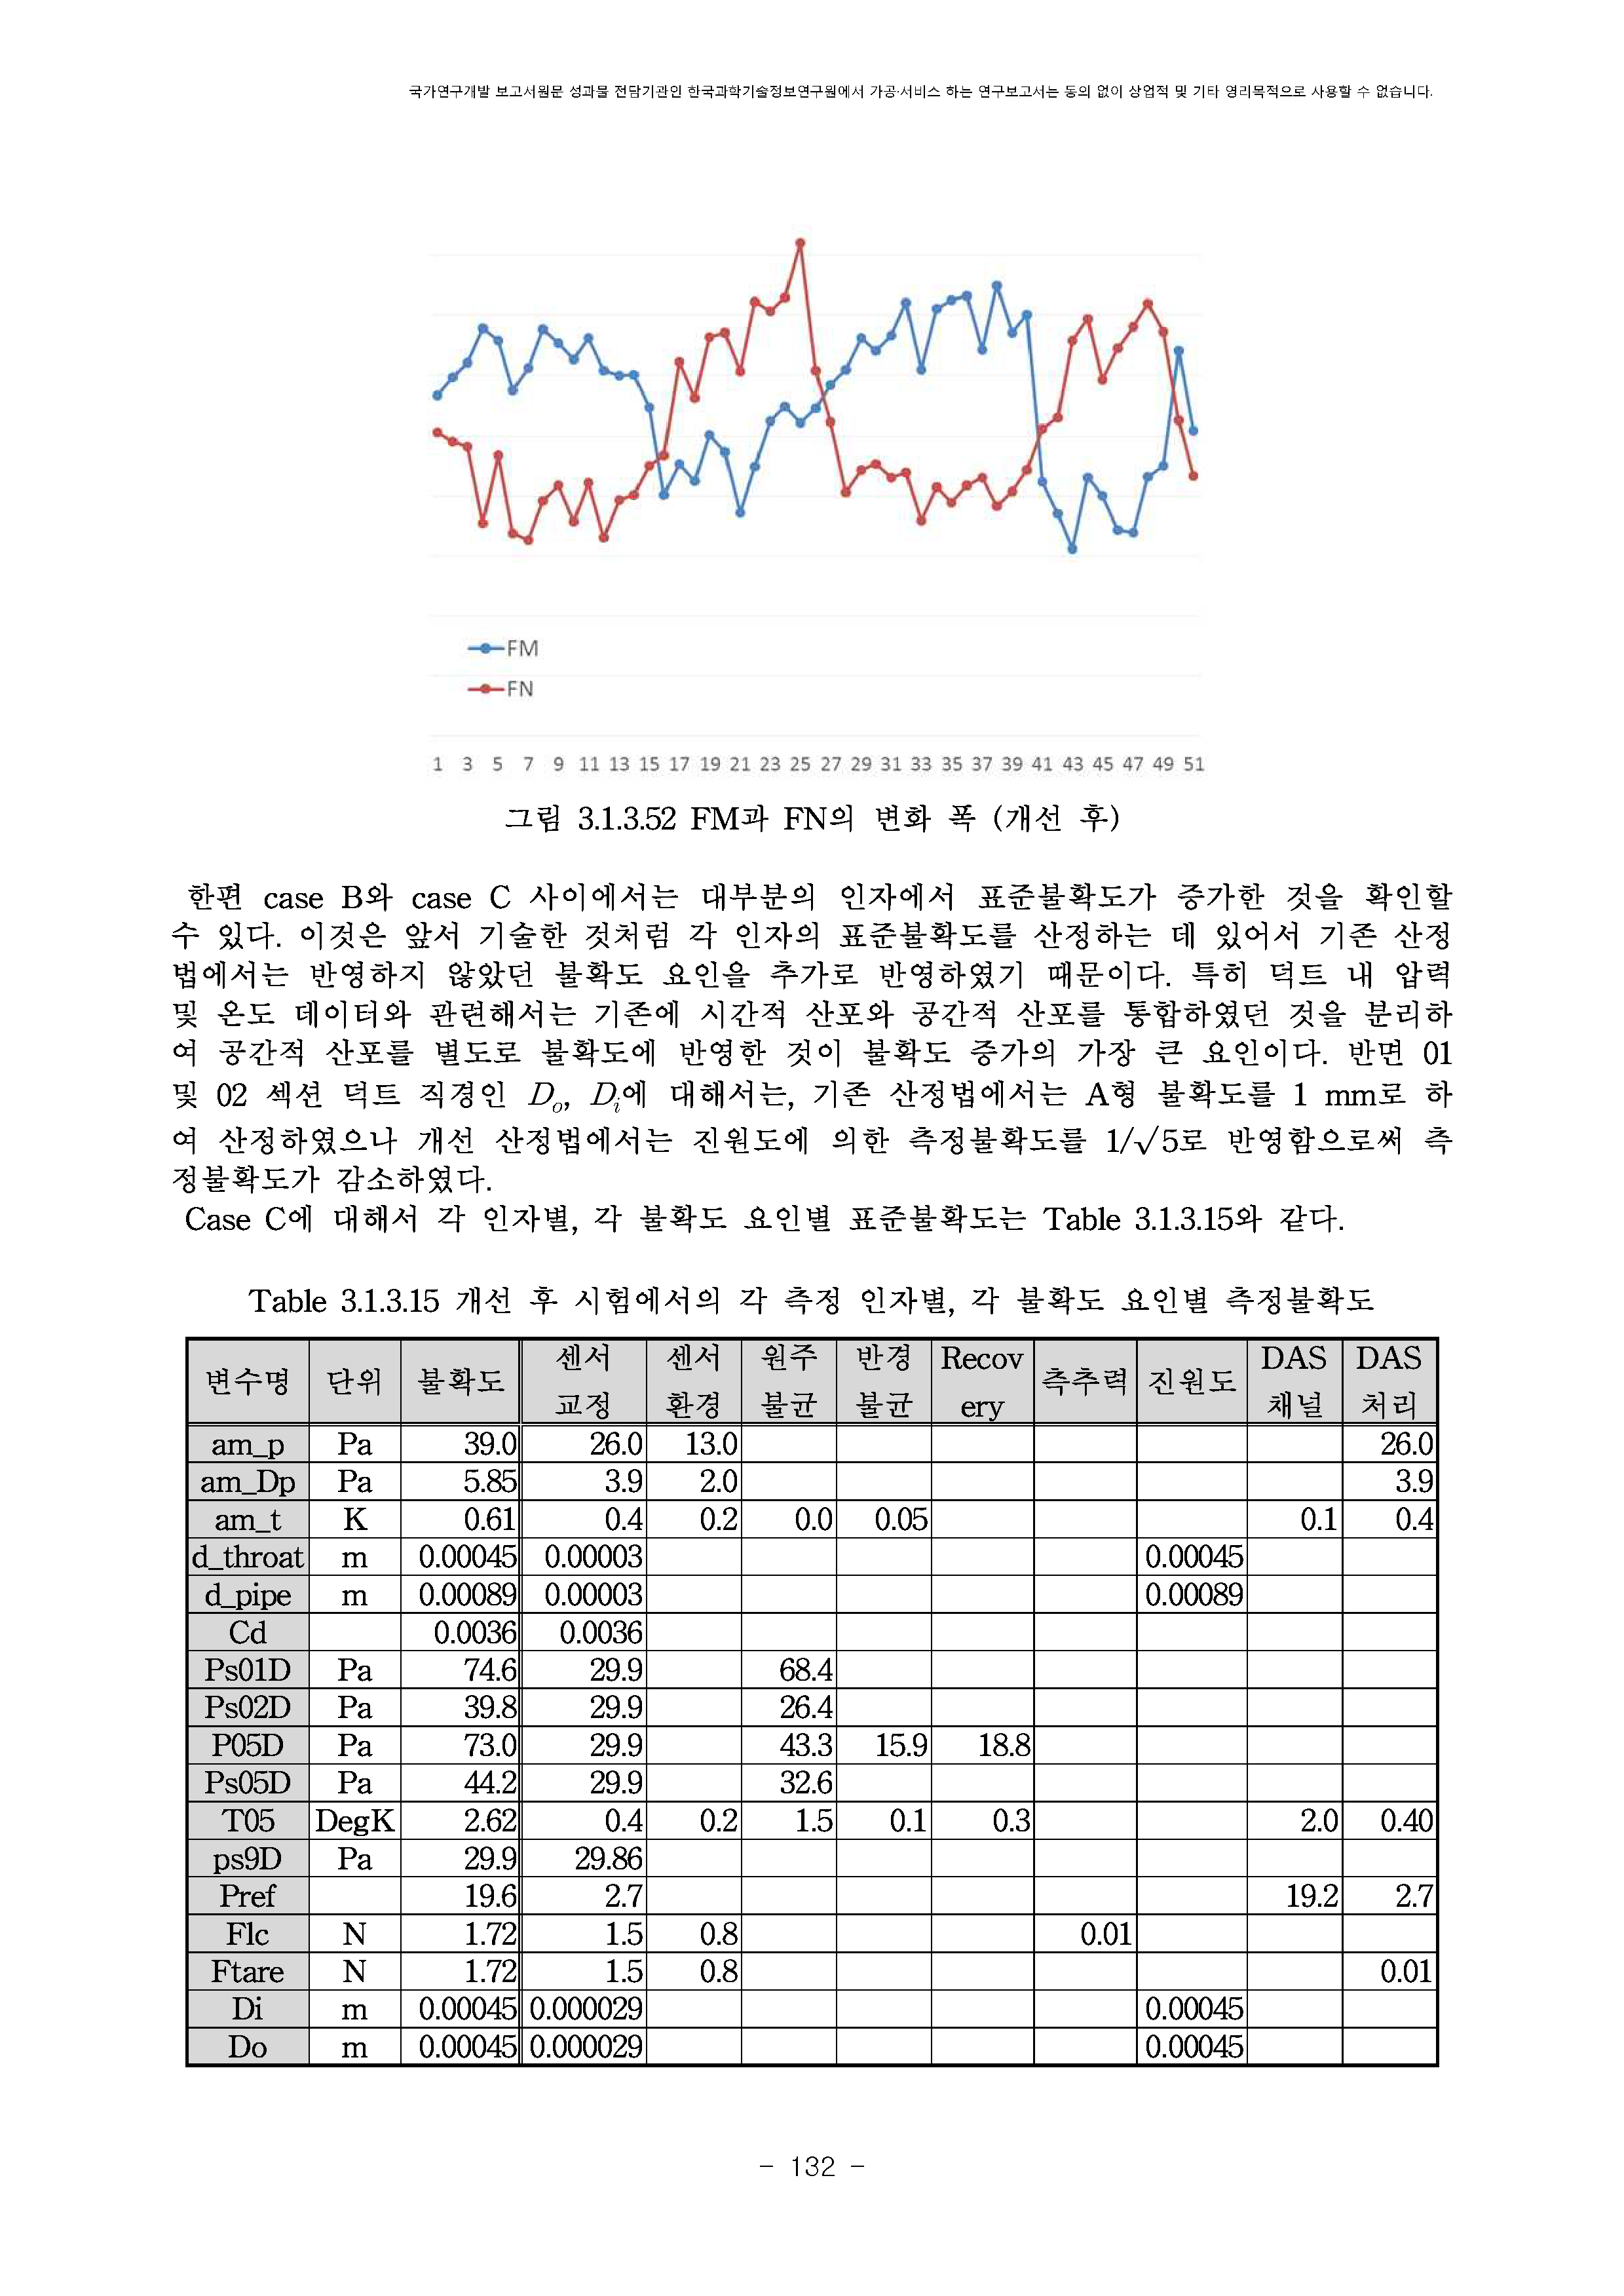 국가연구개발 보고서원문 성과물 전담기관인 한국과학기술정보연구원에서 가공·서비스 하는 연구보고서는 동의 없이 상업적 및 기타 영리목적으로 사용할 수 없습니다.
FM
FN
1 3 5 7 9 11 13 15 17 19 21 23 25 27 29 31 33 35 37 39 41 43 45 47 49 51
그림 3.1.3.52 FM과 FN의 변화 폭 (개선 후)
한편 case B와 case C 사이에서는 대부분의 인자에서 표준불확도가 증가한 것을 확인할
수 있다. 이것은 앞서 기술한 것처럼 각 인자의 표준불확도를 산정하는 데 있어서 기존 산정
법에서는 반영하지 않았던 불확도 요인을 추가로 반영하였기 때문이다. 특히 덕트 내 압력
및 온도 데이터와 관련해서는 기존에 시간적 산포와 공간적 산포를 통합하였던 것을 분리하
여 공간적 산포를 별도로 불확도에 반영한 것이 불확도 증가의 가장 큰 요인이다. 반면 01
및 02 섹션 덕트 직경인 Do, Di에 대해서는, 기존 산정법에서는 A형 불확도를 1 mm로 하
여 산정하였으나 개선 산정법에서는 진원도에 의한 측정불확도를 1/√5로 반영함으로써 측
정불확도가 감소하였다.
Case C에 대해서 각 인자별, 각 불확도 요인별 표준불확도는 Table 3.1.3.15와 같다.
Table 3.1.3.15 개선 후 시험에서의 각 측정 인자별, 각 불확도 요인별 측정불확도
변수명 단위 불확도 센서 교정 센서 환경 원주 불균 반경 불균 Recovery 측추력 진원도 DAS 채널 DAS 처리
am_p Pa 39.0 26.0 13.0 26.0
am_Dp Pa 5.85 3.9 2.0 3.9
am_t K 0.61 0.4 0.2 0.0 0.05 0.1 0.4
d_throat m 0.00045 0.00003 0.00045
d_pipe m 0.00089 0.00003 0.00089
Cd 0.0036 0.0036
Ps01D Pa 74.6 29.9 68.4
Ps02D Pa 39.8 29.9 26.4
P05D Pa 73.0 29.9 43.3 15.9 18.8
Ps05D Pa 44.2 29.9 32.6
T05 DegK 2.62 0.4 0.2 1.5 0.1 0.3 2.0 0.40
ps9D Pa 29.9 29.86
Pref 19.6 2.7 19.2 2.7
Flc N 1.72 1.5 0.8 0.01
Ftare N 1.72 1.5 0.8 0.01
Di m 0.00045 0.000029 0.00045
Do m 0.00045 0.000029 0.00045
- 132 -